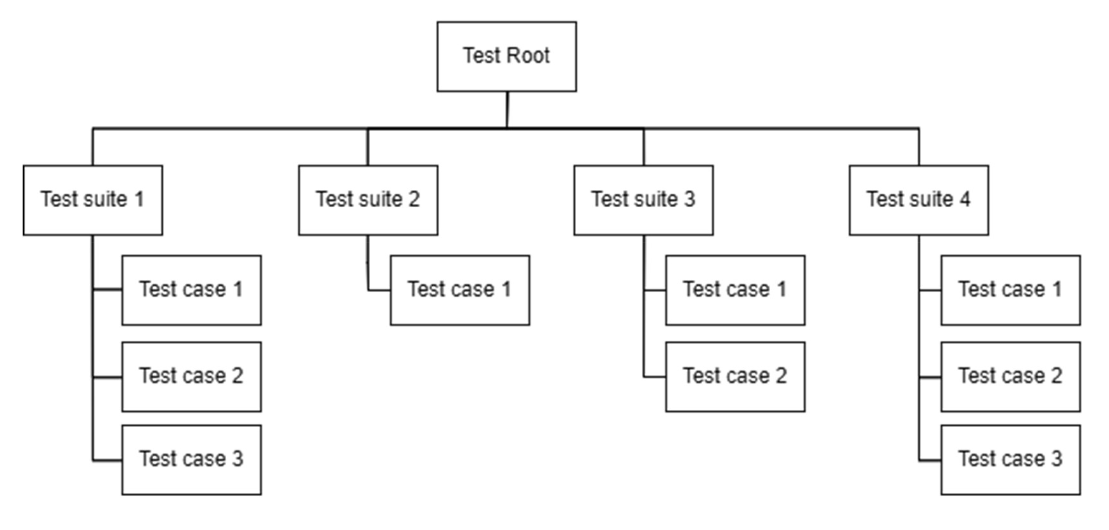 Test Root
Test suite 1
Test suite 2
Test suite 3
Test suite 4
Test case 1
Test case 1
Test case 1
Test case 1
Test case 2
Test case 2
Test case 2
Test case 3
Test case 3